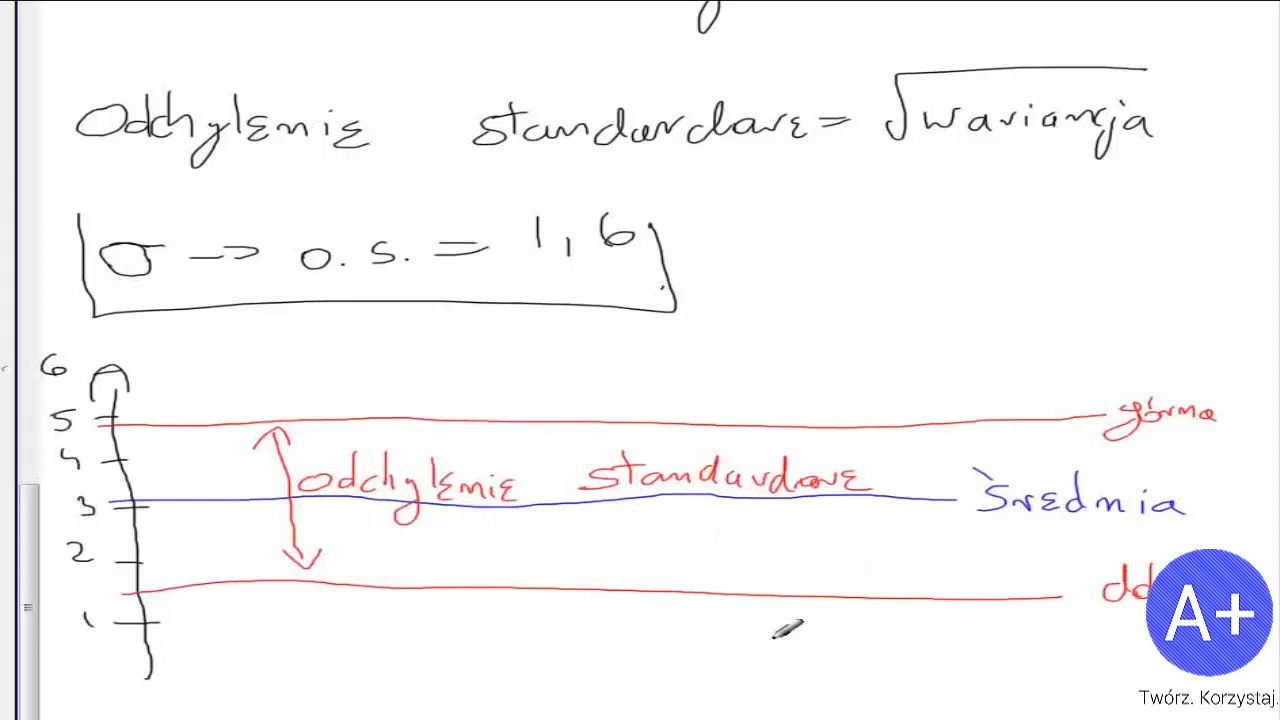 Odchylenie standardowe = √wariancja
σ -> o.s. = 1,6
6
5
górna
4
odchylenie standardowe
3
średnia
2
1
A+
Twórz. Korzystaj.